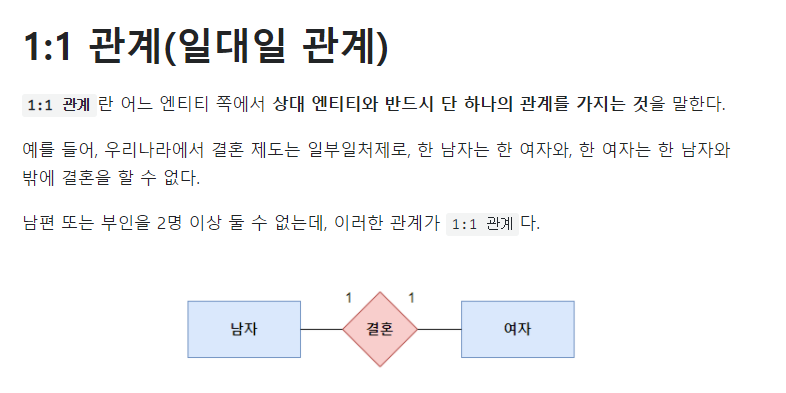 1:1 관계(일대일 관계)
1:1 관계란 어느 엔티티 쪽에서 상대 엔티티와 반드시 단 하나의 관계를 가지는 것을 말한다.
예를 들어, 우리나라에서 결혼 제도는 일부일처제로, 한 남자는 한 여자와, 한 여자는 한 남자와
밖에 결혼을 할 수 없다.
남편 또는 부인을 2명 이상 둘 수 없는데, 이러한 관계가 1:1 관계다.
1 1
남자 결혼 여자